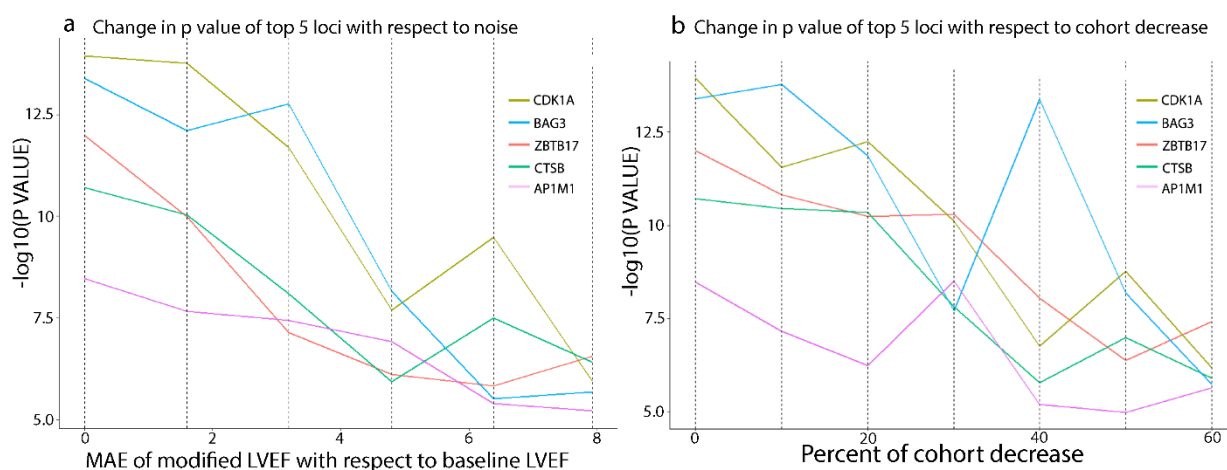 a Change in p value of top 5 loci with respect to noise
-log10(P VALUE)
12.5
10
7.5
5.0
CDK1A
BAG3
ZBTB17
CTSB
AP1M1
0 2 4 6 8
MAE of modified LVEF with respect to baseline LVEF
b Change in p value of top 5 loci with respect to cohort decrease
-log10(P VALUE)
12.5
10.0
7.5
5.0
CDK1A
BAG3
ZBTB17
CTSB
AP1M1
0 20 40 60
Percent of cohort decrease